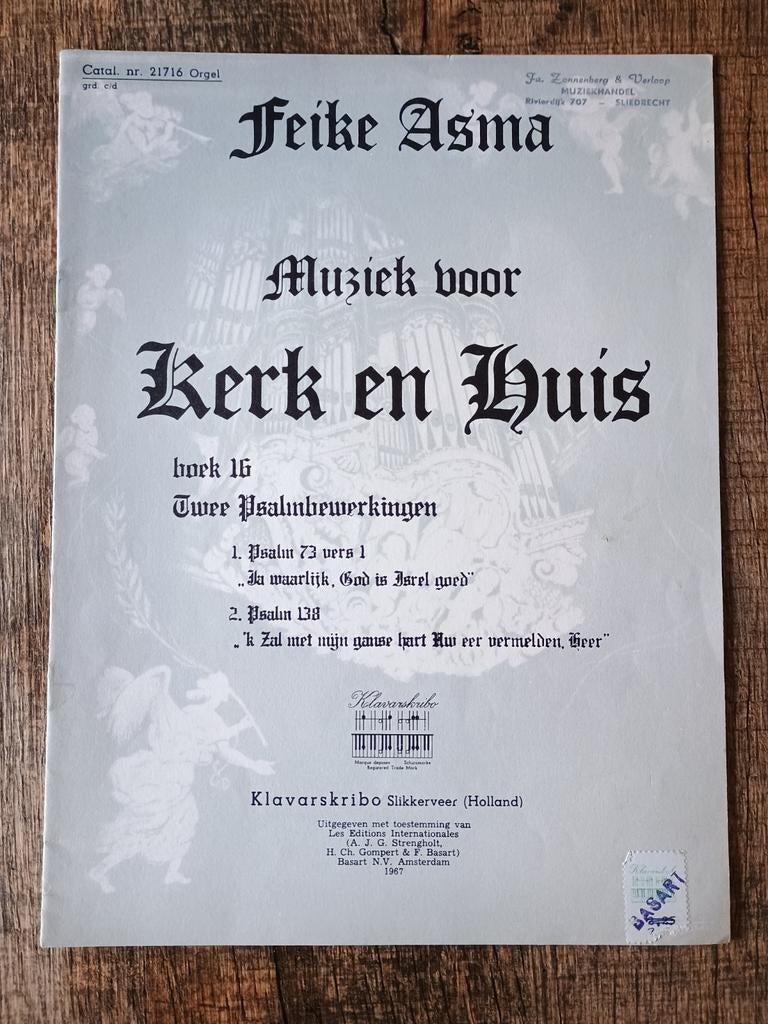 Catal. nr. 21716 Orgel
grd. c/d
Fa. Zonnenberg & Verloop
MUZIEKHANDEL
Rivierdijk 707 — SLIEDRECHT
Feike Asma
Muziek voor
Kerk en Huis
boek 16
Twee Psalmbewerkingen
1. Psalm 73 vers 1
„Ja waarlijk, God is Isrel goed”
2. Psalm 138
„'k Zal met mijn ganse hart Uw eer vermelden, Heer”
Klavarskribo
Marque deposee Schutzmarke
Registered Trade Mark
Klavarskribo Slikkerveer (Holland)
Uitgegeven met toestemming van
Les Editions Internationales
(A. J. G. Strengholt,
H. Ch. Gompert & F. Basart)
Basart N.V. Amsterdam
1967
BASART